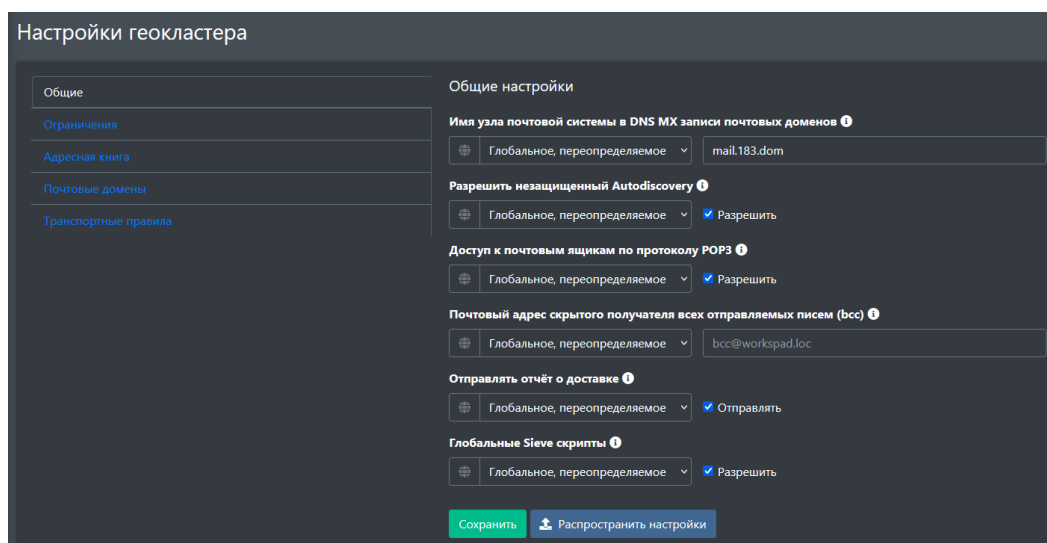 Настройки геокластера
Общие
Ограничения
Адресная книга
Почтовые домены
Транспортные правила
Общие настройки
Имя узла почтовой системы в DNS MX записи почтовых доменов
Глобальное, переопределяемое mail.183.dom
Разрешить незащищенный Autodiscovery
Глобальное, переопределяемое Разрешить
Доступ к почтовым ящикам по протоколу POP3
Глобальное, переопределяемое Разрешить
Почтовый адрес скрытого получателя всех отправляемых писем (bcc)
Глобальное, переопределяемое bcc@workspad.loc
Отправлять отчёт о доставке
Глобальное, переопределяемое Отправлять
Глобальные Sieve скрипты
Глобальное, переопределяемое Разрешить
Сохранить Распространить настройки